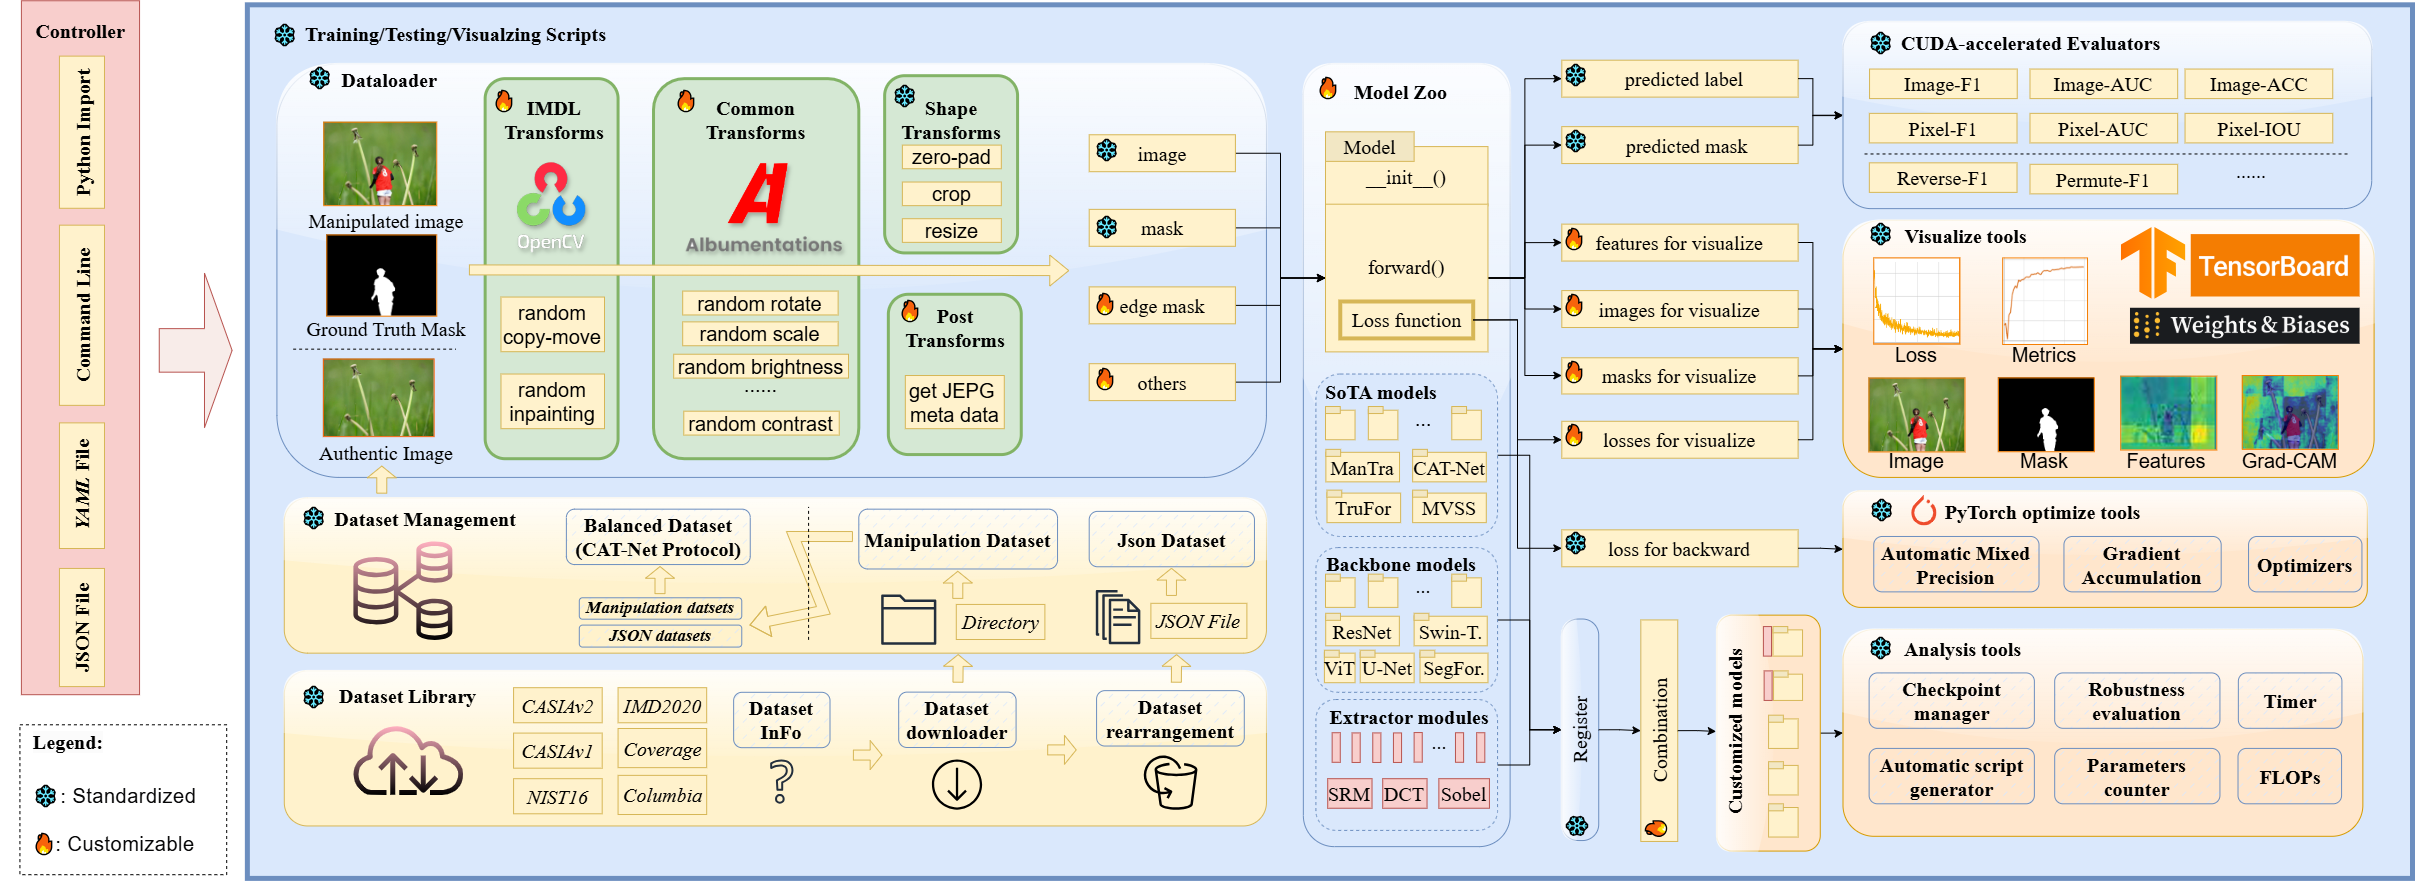 Controller
Python Import
Command Line
YAML File
JSON File
Legend:
: Standardized
: Customizable
Training/Testing/Visualzing Scripts
Dataloader
Manipulated image
Ground Truth Mask
Authentic Image
IMDL
Transforms
OpenCV
random
copy-move
random
inpainting
Common
Transforms
Albumentations
random rotate
random scale
random brightness
......
random contrast
Shape
Transforms
zero-pad
crop
resize
Post
Transforms
get JEPG
meta data
image
mask
edge mask
others
Dataset Management
Balanced Dataset
(CAT-Net Protocol)
Manipulation datsets
JSON datasets
Manipulation Dataset
Directory
Json Dataset
JSON File
Dataset Library
CASIAv2
IMD2020
CASIAv1
Coverage
NIST16
Columbia
Dataset
InFo
?
Dataset
downloader
Dataset
rearrangement
Model Zoo
Model
__init__()
forward()
Loss function
SoTA models
...
ManTra
CAT-Net
TruFor
MVSS
Backbone models
...
ResNet
Swin-T.
ViT
U-Net
SegFor.
Extractor modules
...
SRM
DCT
Sobel
predicted label
predicted mask
features for visualize
images for visualize
masks for visualize
losses for visualize
loss for backward
Register
Combination
Customized models
CUDA-accelerated Evaluators
Image-F1
Image-AUC
Image-ACC
Pixel-F1
Pixel-AUC
Pixel-IOU
Reverse-F1
Permute-F1
......
Visualize tools
TensorBoard
Weights & Biases
Loss
Metrics
Image
Mask
Features
Grad-CAM
PyTorch optimize tools
Automatic Mixed
Precision
Gradient
Accumulation
Optimizers
Analysis tools
Checkpoint
manager
Robustness
evaluation
Timer
Automatic script
generator
Parameters
counter
FLOPs